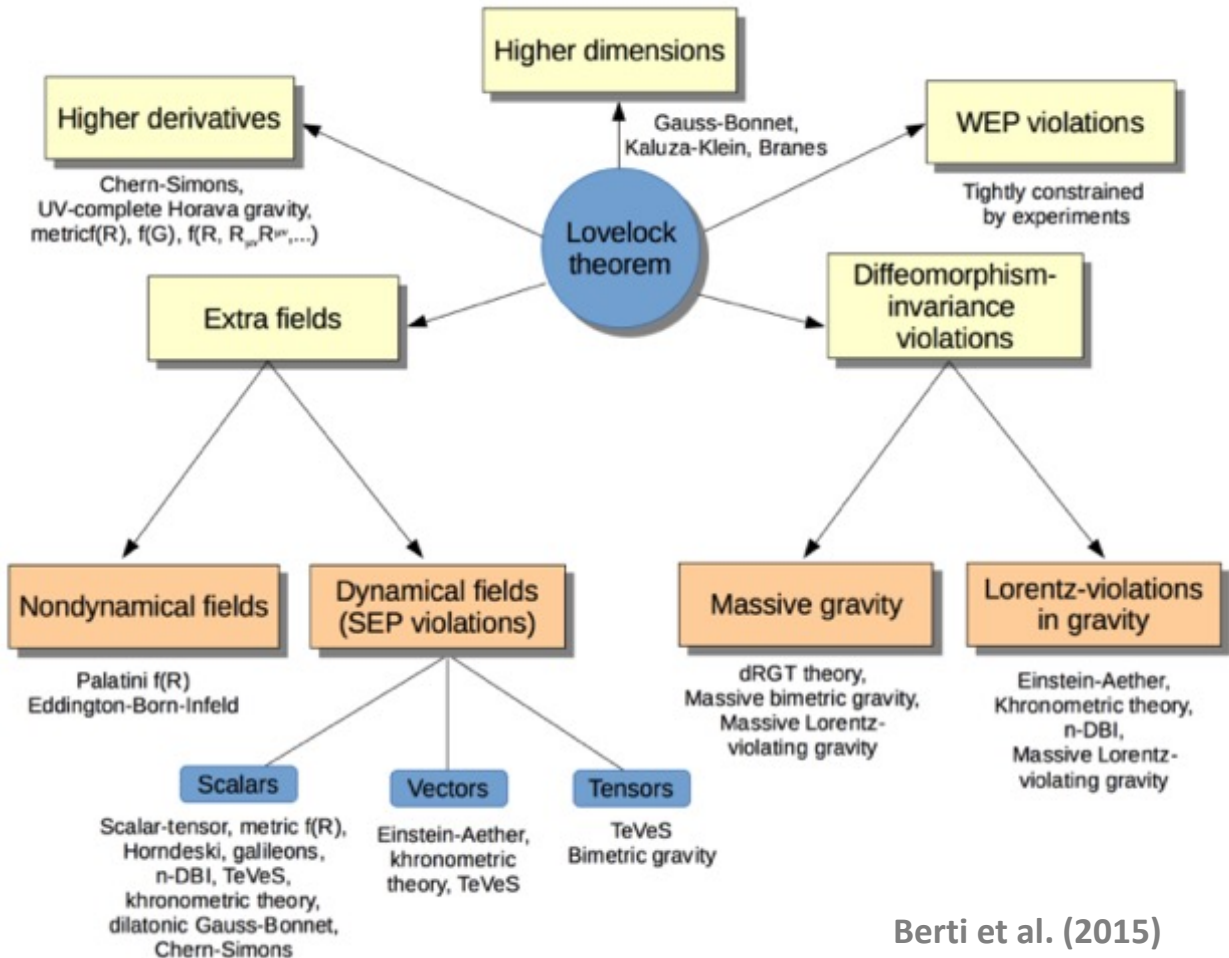 Higher dimensions
Gauss-Bonnet,
Kaluza-Klein, Branes
Higher derivatives
Chern-Simons,
UV-complete Horava gravity,
metricf(R), f(G), f(R, RμνRμν,...)
WEP violations
Tightly constrained
by experiments
Lovelock
theorem
Extra fields
Diffeomorphism-
invariance
violations
Nondynamical fields
Palatini f(R)
Eddington-Born-Infeld
Dynamical fields
(SEP violations)
Scalars
Scalar-tensor, metric f(R),
Horndeski, galileons,
n-DBI, TeVeS,
khronometric theory,
dilatonic Gauss-Bonnet,
Chern-Simons
Vectors
Einstein-Aether,
khronometric
theory, TeVeS
Tensors
TeVeS
Bimetric gravity
Massive gravity
dRGT theory,
Massive bimetric gravity,
Massive Lorentz-
violating gravity
Lorentz-violations
in gravity
Einstein-Aether,
Khronometric theory,
n-DBI,
Massive Lorentz-
violating gravity
Berti et al. (2015)